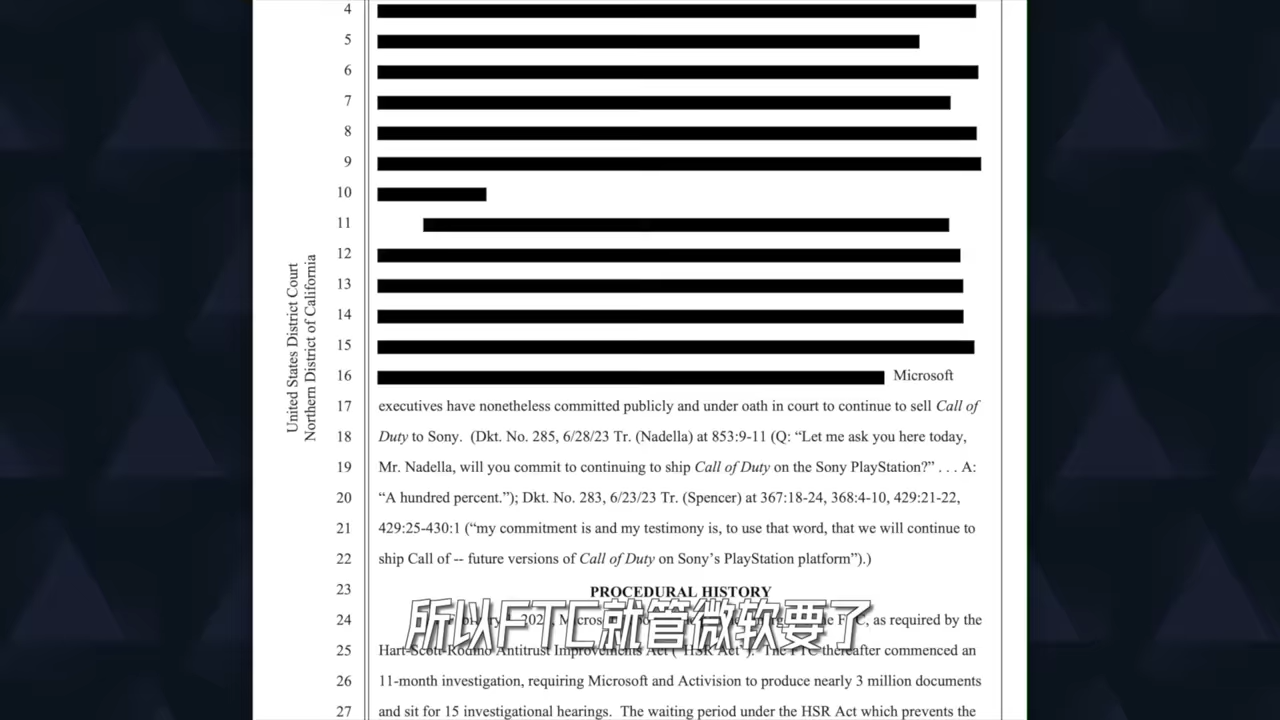 United States District Court
Northern District of California
4
5
6
7
8
9
10
11
12
13
14
15
16 Microsoft
17 executives have nonetheless committed publicly and under oath in court to continue to sell Call of
18 Duty to Sony. (Dkt. No. 285, 6/28/23 Tr. (Nadella) at 853:9-11 (Q: “Let me ask you here today,
19 Mr. Nadella, will you commit to continuing to ship Call of Duty on the Sony PlayStation?” . . . A:
20 “A hundred percent.”); Dkt. No. 283, 6/23/23 Tr. (Spencer) at 367:18-24, 368:4-10, 429:21-22,
21 429:25-430:1 (“my commitment is and my testimony is, to use that word, that we will continue to
22 ship Call of -- future versions of Call of Duty on Sony’s PlayStation platform”).)
23 PROCEDURAL HISTORY
24 as required by the
25 Hart-Scott-Rodino Antitrust Improvements Act (“HSR Act”). The FTC thereafter commenced an
26 11-month investigation, requiring Microsoft and Activision to produce nearly 3 million documents
27 and sit for 15 investigational hearings. The waiting period under the HSR Act which prevents the
所以FTC就管微软要了